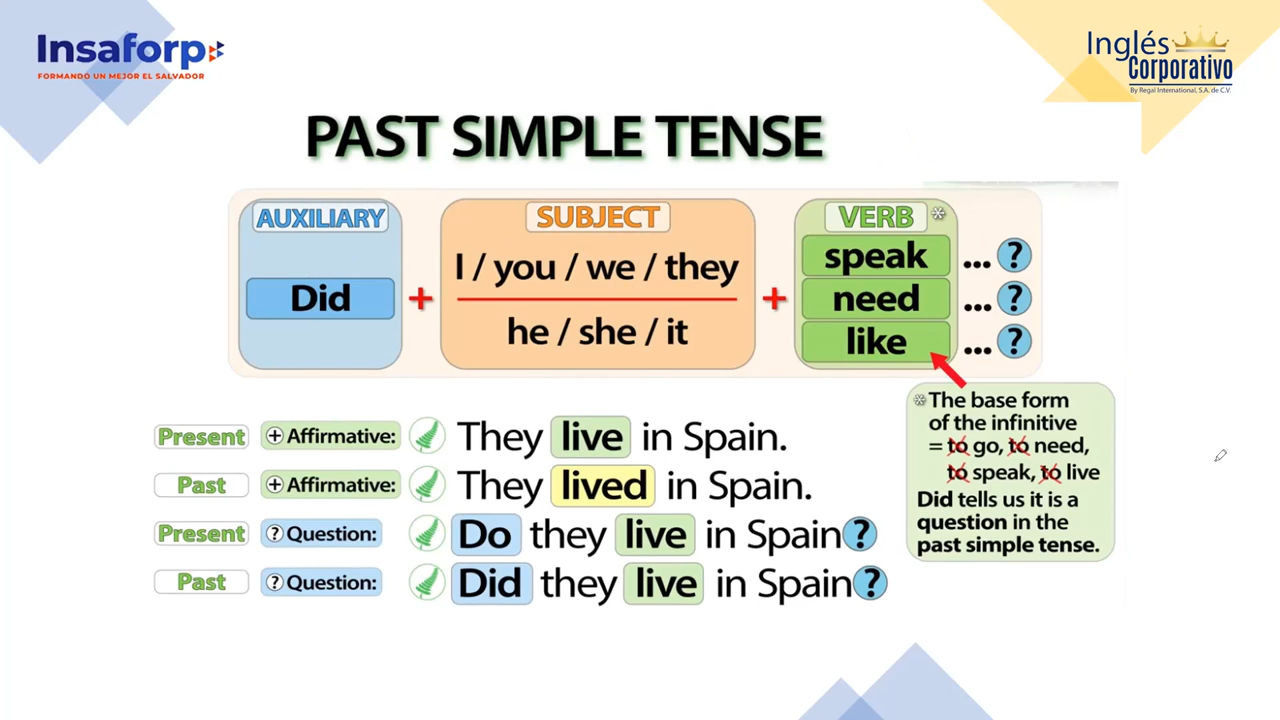 Insaforp
FORMANDO UN MEJOR EL SALVADOR
Inglés
Corporativo
By Regal International, S.A. de C.V.
PAST SIMPLE TENSE
AUXILIARY
Did
+
SUBJECT
I / you / we / they
he / she / it
+
VERB *
speak ... ?
need ... ?
like ... ?
* The base form
of the infinitive
= to go, to need,
to speak, to live
Did tells us it is a
question in the
past simple tense.
Present + Affirmative: They live in Spain.
Past + Affirmative: They lived in Spain.
Present ? Question: Do they live in Spain?
Past ? Question: Did they live in Spain?